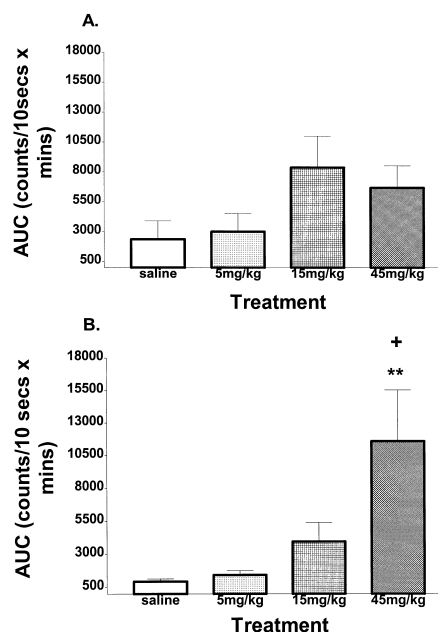 A.
18000
15500
13000
10500
8000
5500
3000
500
AUC (counts/10secs x
mins)
saline 5mg/kg 15mg/kg 45mg/kg
Treatment
B.
18000
15500
13000
10500
8000
5500
3000
500
AUC (counts/10 secs x
mins)
+
**
saline 5mg/kg 15mg/kg 45mg/kg
Treatment